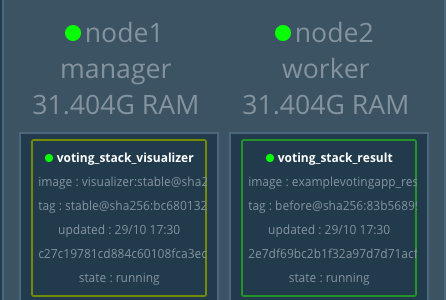 node1
manager
31.404G RAM
voting_stack_visualizer
image : visualizer:stable@sha2
tag : stable@sha256:bc680132
updated : 29/10 17:30
c27c19781cd884c60108fca3ec
state : running
node2
worker
31.404G RAM
voting_stack_result
image : examplevotingapp_res
tag : before@sha256:83b5689
updated : 29/10 17:30
2e7df69bc2b1f32a97d7d71acf
state : running